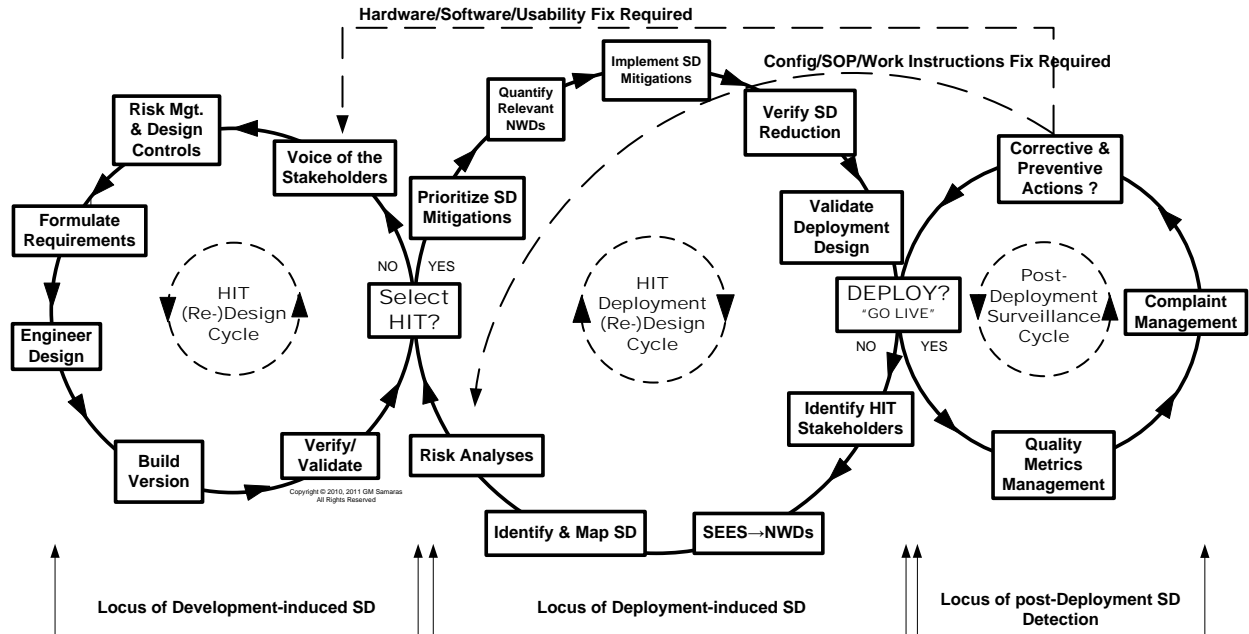 Hardware/Software/Usability Fix Required
Config/SOP/Work Instructions Fix Required
Risk Mgt.
& Design
Controls
Voice of the
Stakeholders
Formulate
Requirements
Engineer
Design
Build
Version
Verify/
Validate
Copyright © 2010, 2011 GM Samaras
All Rights Reserved
HIT
(Re-)Design
Cycle
NO
YES
Select
HIT?
Prioritize SD
Mitigations
Quantify
Relevant
NWDs
Implement SD
Mitigations
Verify SD
Reduction
Validate
Deployment
Design
HIT
Deployment
(Re-)Design
Cycle
DEPLOY?
"GO LIVE"
NO
YES
Identify HIT
Stakeholders
SEES→NWDs
Identify & Map SD
Risk Analyses
Corrective &
Preventive
Actions ?
Post-
Deployment
Surveillance
Cycle
Complaint
Management
Quality
Metrics
Management
Locus of Development-induced SD
Locus of Deployment-induced SD
Locus of post-Deployment SD
Detection